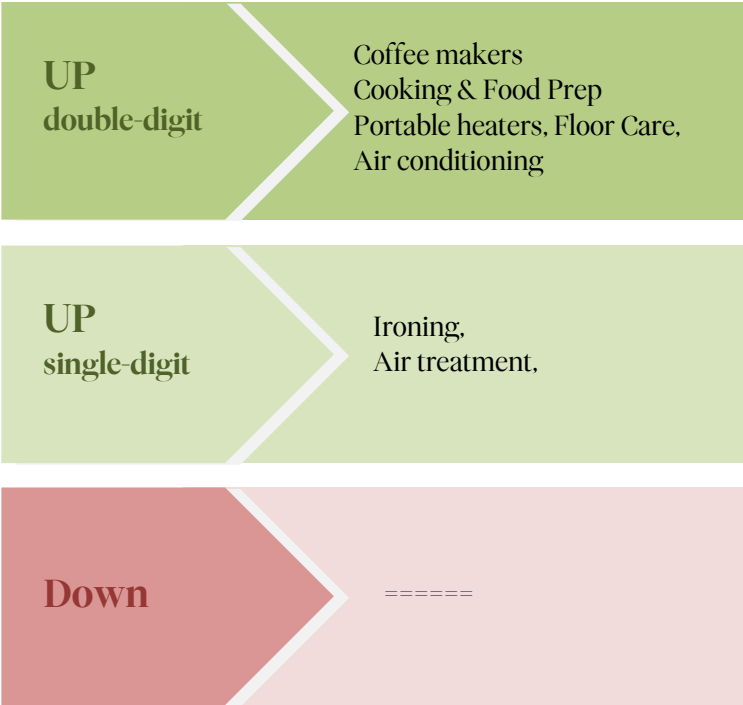 UP
double-digit
Coffee makers
Cooking & Food Prep
Portable heaters, Floor Care,
Air conditioning
UP
single-digit
Ironing,
Air treatment,
Down
======